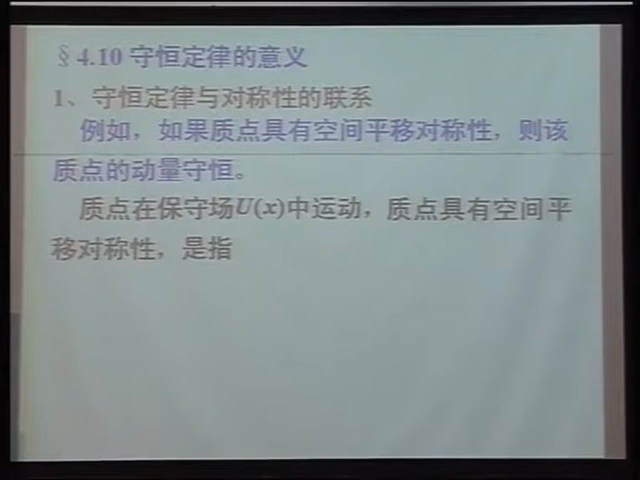 §4.10 守恒定律的意义
1、守恒定律与对称性的联系
例如，如果质点具有空间平移对称性，则该
质点的动量守恒。
质点在保守场U(x)中运动，质点具有空间平
移对称性，是指